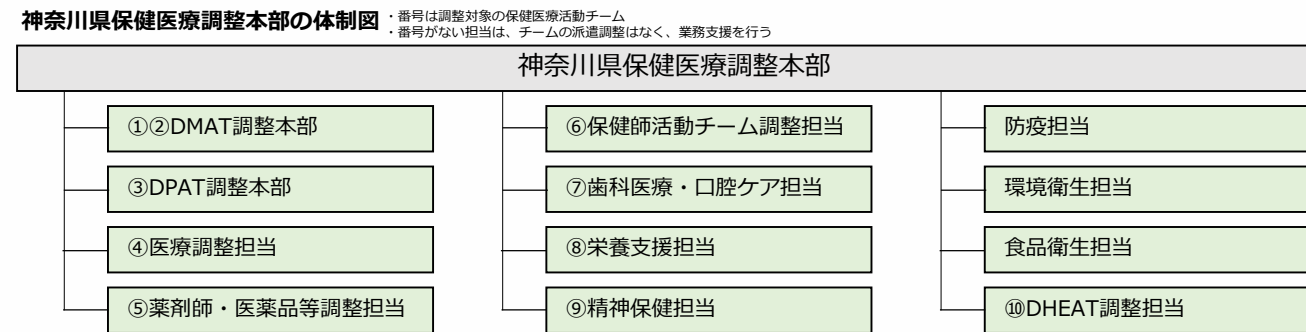 神奈川県保健医療調整本部の体制図
・番号は調整対象の保健医療活動チーム
・番号がない担当は、チームの派遣調整はなく、業務支援を行う
神奈川県保健医療調整本部
①②DMAT調整本部
③DPAT調整本部
④医療調整担当
⑤薬剤師・医薬品等調整担当
⑥保健師活動チーム調整担当
⑦歯科医療・口腔ケア担当
⑧栄養支援担当
⑨精神保健担当
防疫担当
環境衛生担当
食品衛生担当
⑩DHEAT調整担当